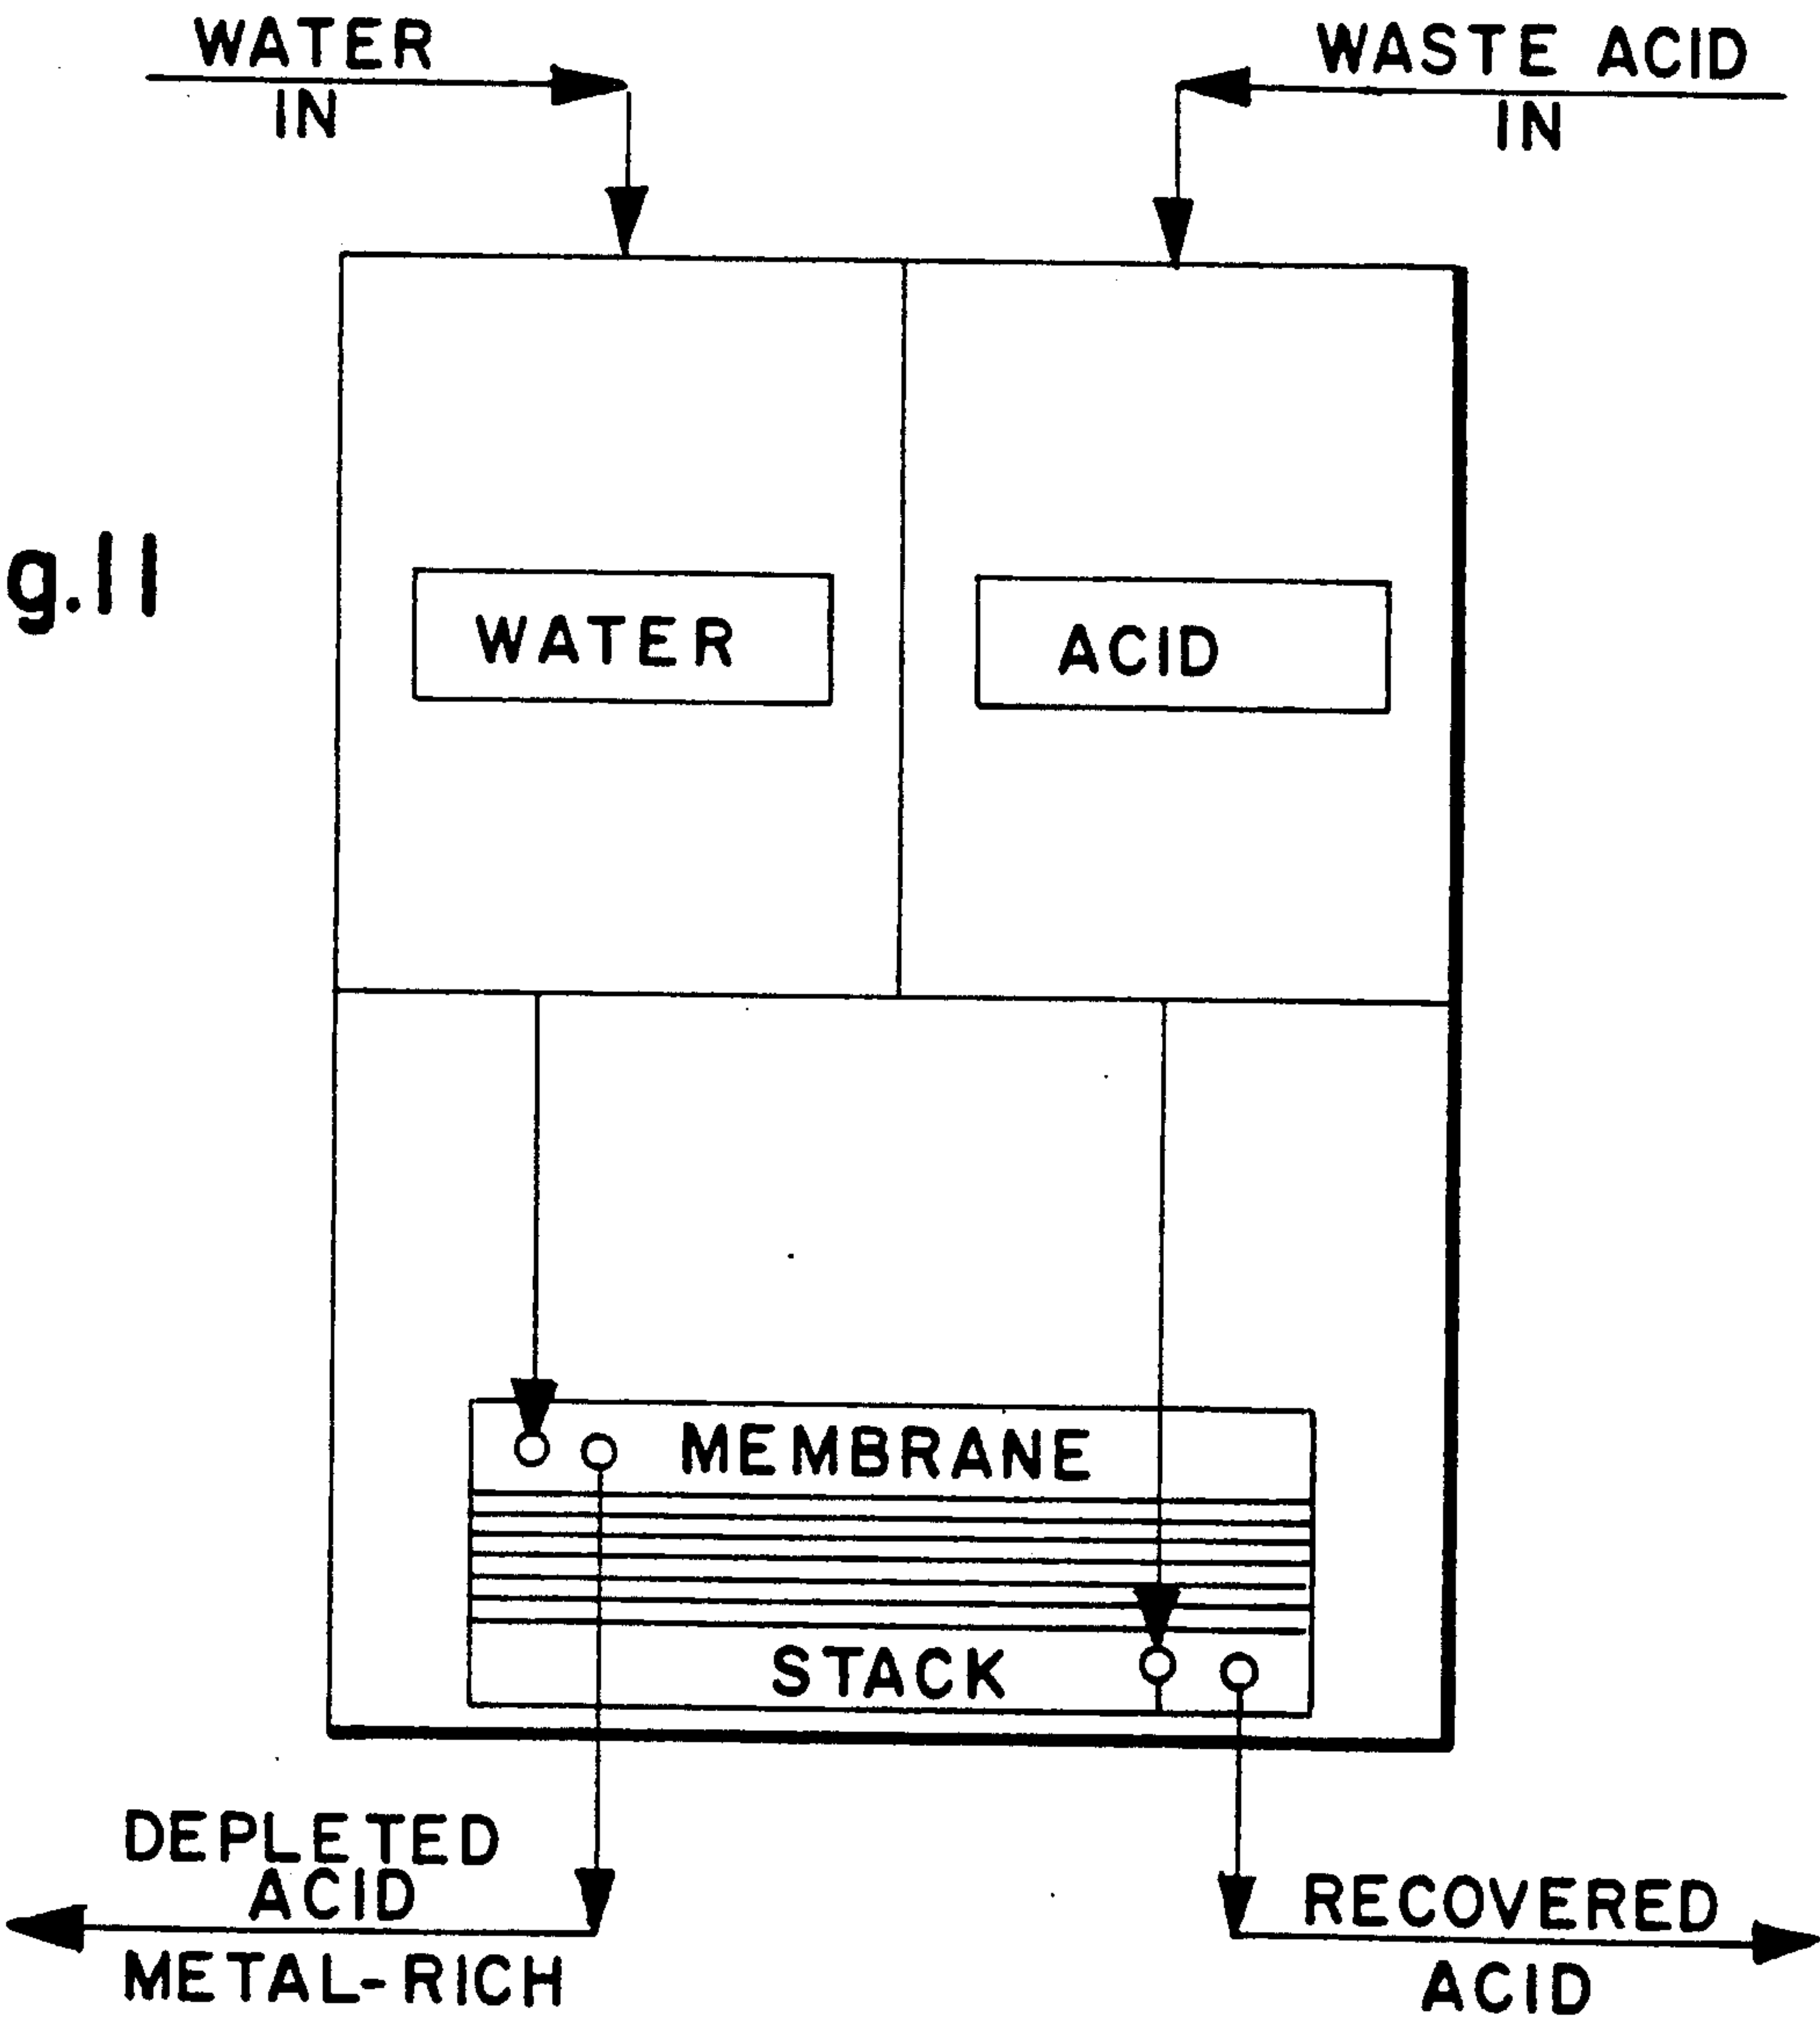 WATER
IN
WASTE ACID
IN
g.11
WATER
ACID
MEMBRANE
STACK
DEPLETED
ACID
METAL-RICH
RECOVERED
ACID